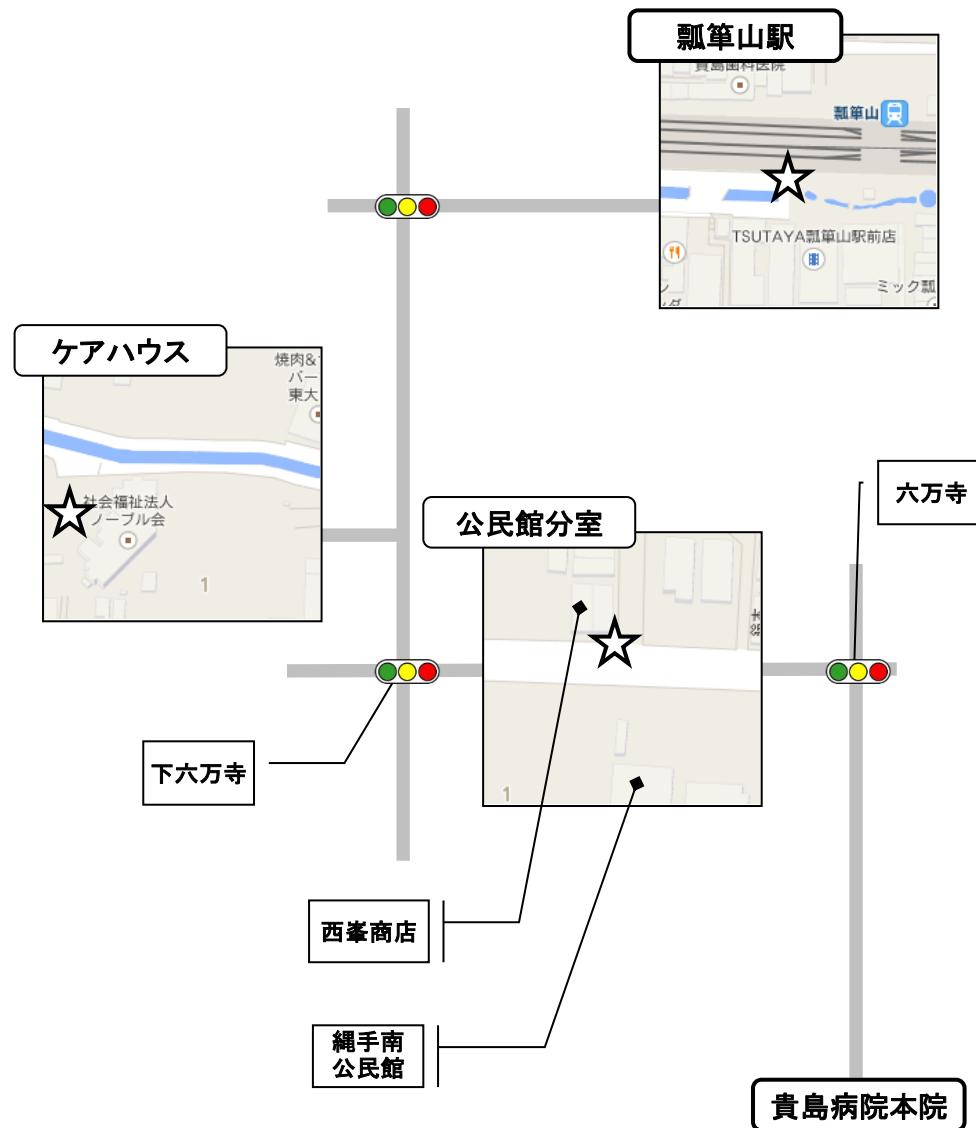 瓢箪山駅
貴島歯科医院
瓢箪山
TSUTAYA瓢箪山駅前店
ミック瓢
ケアハウス
焼肉&
バー
東大
社会福祉法人
ノーブル会
1
公民館分室
六万寺
1
下六万寺
西峯商店
縄手南
公民館
貴島病院本院